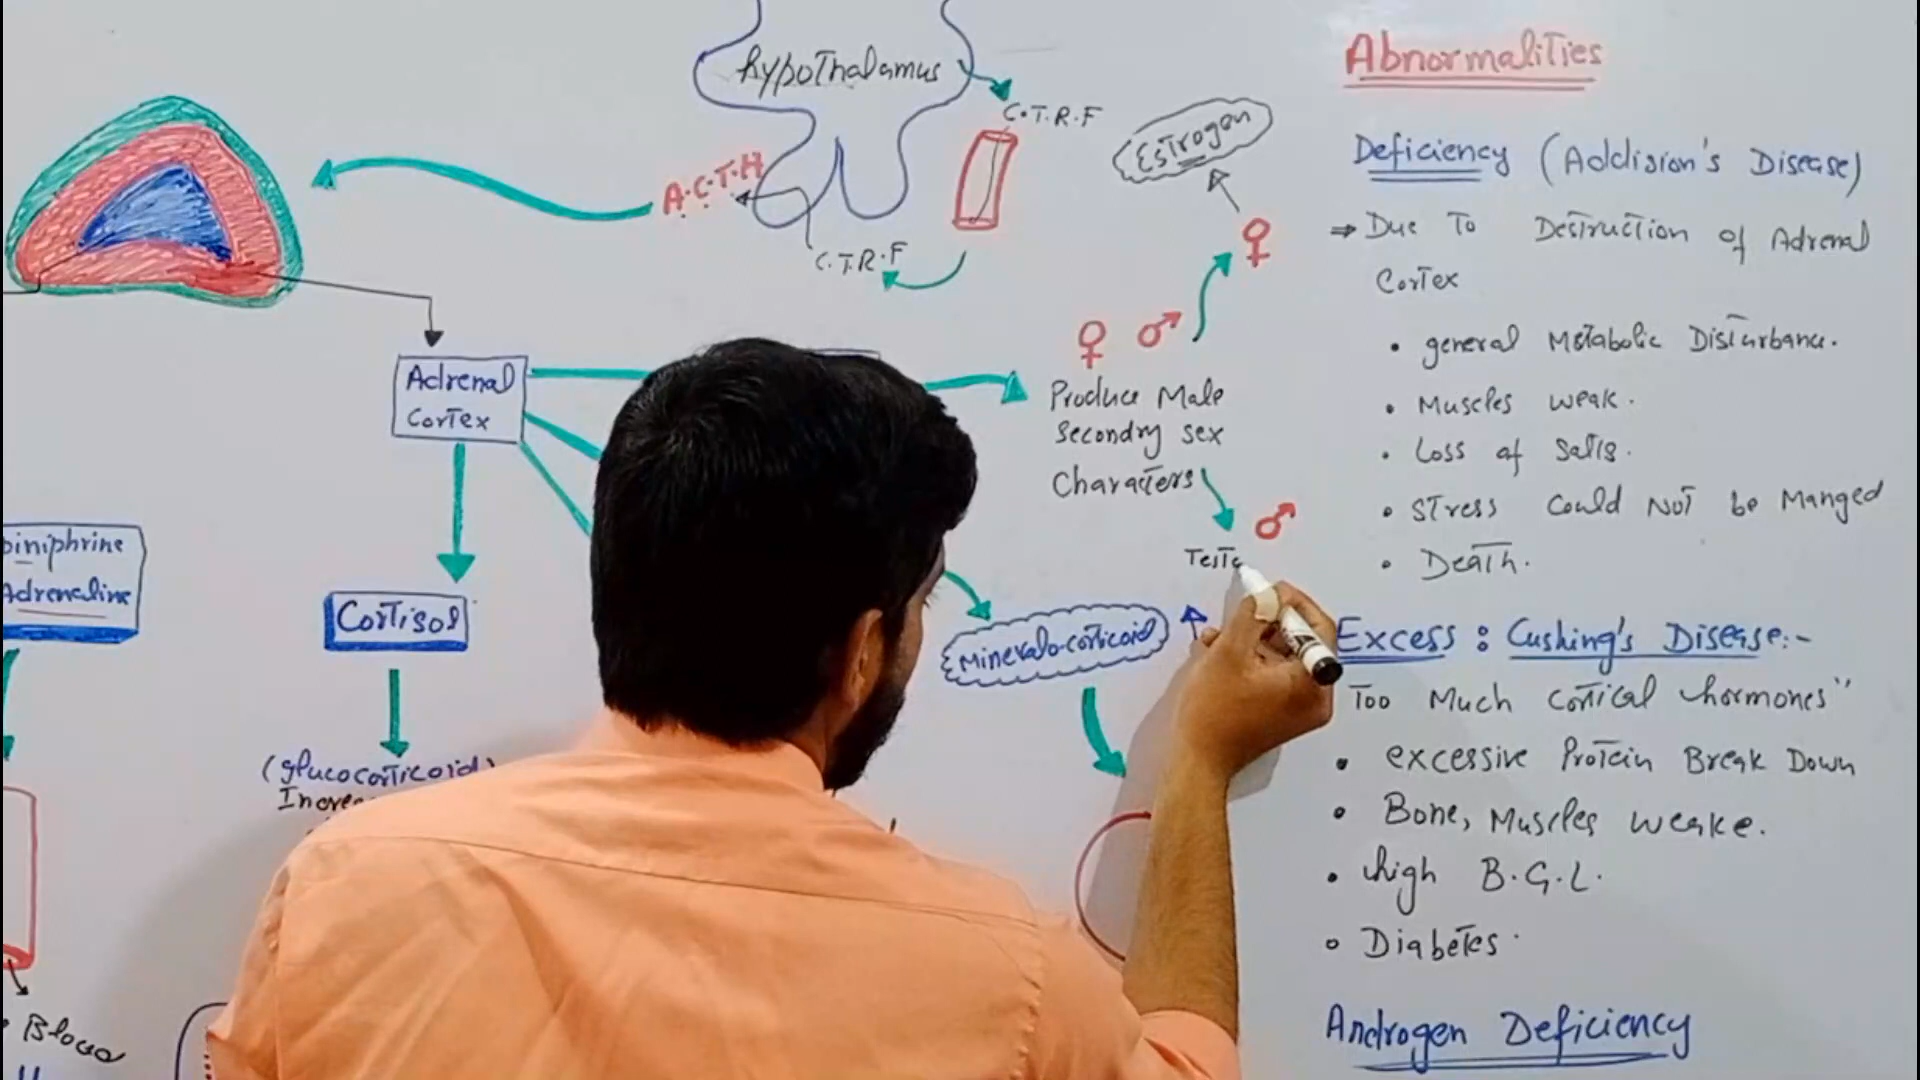 hypothalamus
C.T.R.F
A.C.T.H
C.T.R.F
Estrogen
♀
♀ ♂
Produce Male
Secondry sex
Characters
♂
Teste
Adrenal
Cortex
Cortisol
(glucocorticoid)
Mineralo-corticoid
piniphrine
Adrenaline
Blood
Abnormalities
Deficiency (Addision's Disease)
⇒ Due To Destruction of Adrenal
Cortex
• general Metabolic Disturbance.
• Muscles weak.
• Loss of salts.
• Stress Could Not be Manged
• Death.
Excess : Cushing's Disease:-
Too Much Cortical hormones"
• excessive Protein Break Down
• Bone, Muscles weake.
• high B.G.L.
• Diabetes.
Androgen Deficiency